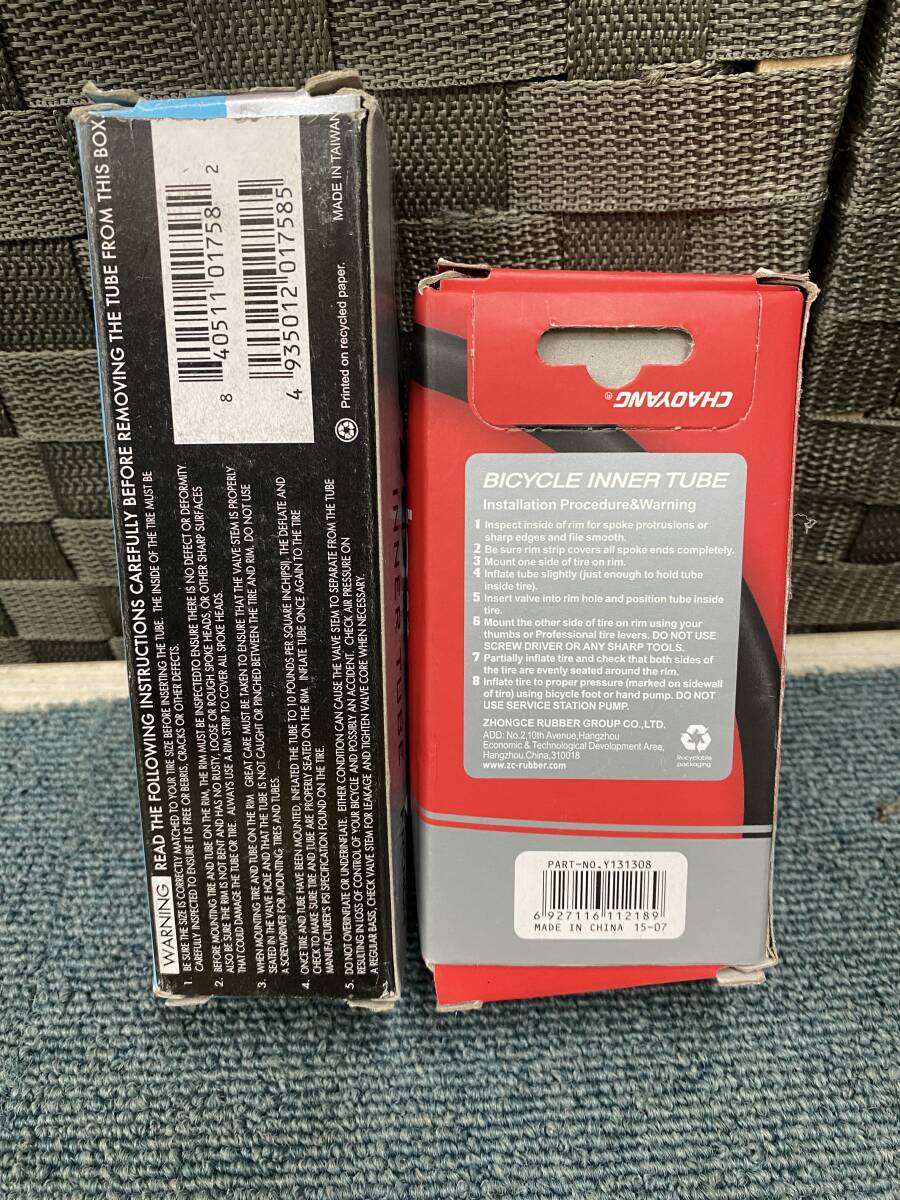 WARNING READ THE FOLLOWING INSTRUCTIONS CAREFULLY BEFORE REMOVING THE TUBE FROM THIS BOX.
1. BE SURE THE SIZE IS CORRECTLY MATCHED TO YOUR TIRE SIZE BEFORE INSERTING THE TUBE. THE INSIDE OF THE TIRE MUST BE
CAREFULLY INSPECTED TO ENSURE IT IS FREE OR BEBRIS, CRACKS OR OTHER DEFECTS.
2. BEFORE MOUNTING TIRE AND TUBE ON THE RIM, THE RIM MUST BE INSPECTEDTO ENSURE THERE IS NO DEFECT OR DEFORMITY.
ALSO BE SURE THE RIM IS NOT BENT AND HAS NO RUSTY, LOOSE OR ROUGH SPOKE HEADS, OR OTHER SHARP SURFACES
THAT COULD DAMAGE THE TUBE OR TIRE. ALWAYS USE A RIM STRIP TO COVER ALL SPOKE HEADS.
3. WHEN MOUNTING TIRE AND TUBE ON THE RIM. GREAT CARE MUST BE TAKEN TO ENSURE THAT THE VALVE STEM IS PROPERLY
SEATED IN THE VALVE HOLE AND THAT THE TUBE IS NOT CAUGHT OR PINCHED BETWEEN THE TIRE AND RIM. DO NOT USE
A SCREWDRIVER FOR MOUNTING TIRES AND TUBES.
4. ONCE TIRE AND TUBE HAVE BEEN MOUNTED, INFLATED THE TUBE TO 10 POUNDS PER SQUARE INCH(PSI). THE DEFLATE AND
CHECK TO MAKE SURE TIRE AND TUBE ARE PROPERLY SEATED ON THE RIM. INFLATE TUBE ONCE AGAIN TO THE TIRE
MANUFACTURER'S PSI SPECIFICATION FOUND ON THE TIRE.
5. DO NOT OVERINFLATE OR UNDERINFLATE. EITHER CONDITION CAN CAUSE THE VALVE STEM TO SEPARATE FROM THE TUBE
RESULTING IN LOSS OF CONTROL OF YOUR BICYCLE AND POSSIBLY AN ACCIDENT. CHECK AIR PRESSURE ON
A REGULAR BASIS, CHECK VALVE STEM FOR LEAKAGE AND TIGHTEN VALVE CORE WHEN NECESSARY.
8 40511 01758 2
4 935012 017585
Printed on recycled paper.
MADE IN TAIWAN
INNER TUBE
CHAOYANG®
BICYCLE INNER TUBE
Installation Procedure&Warning
1 Inspect inside of rim for spoke protrusions or
sharp edges and file smooth.
2 Be sure rim strip covers all spoke ends completely.
3 Mount one side of tire on rim.
4 Inflate tube slightly (just enough to hold tube
inside tire).
5 Insert valve into rim hole and position tube inside
tire.
6 Mount the other side of tire on rim using your
thumbs or Professional tire levers. DO NOT USE
SCREW DRIVER OR ANY SHARP TOOLS.
7 Partially inflate tire and check that both sides of
the tire are evenly seated around the rim.
8 Inflate tire to proper pressure (marked on sidewall
of tire) using bicycle foot or hand pump. DO NOT
USE SERVICE STATION PUMP.
ZHONGCE RUBBER GROUP CO.,LTD.
ADD: No.2,10th Avenue,Hangzhou
Economic & Technological Development Area,
Hangzhou,China,310018
www.zc-rubber.com
Recyclable
packaging
PART-NO.Y131308
6 927116 112189
MADE IN CHINA 15-07